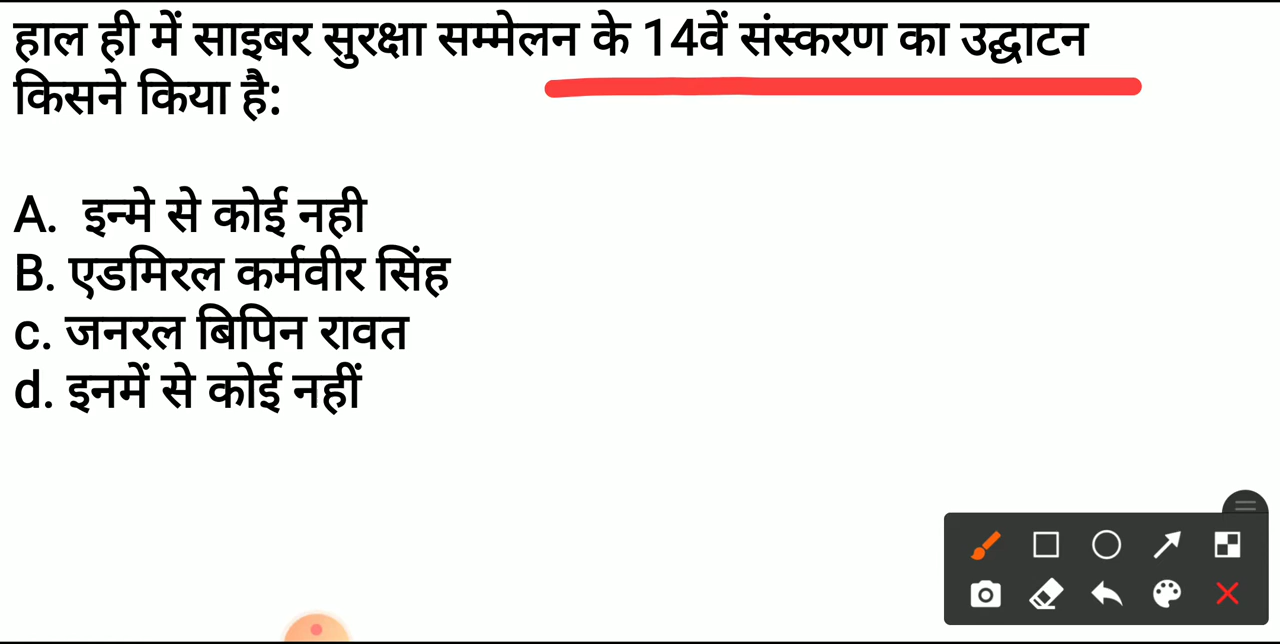 हाल ही में साइबर सुरक्षा सम्मेलन के 14वें संस्करण का उद्घाटन
किसने किया है:
A. इन्मे से कोई नही
B. एडमिरल कर्मवीर सिंह
c. जनरल बिपिन रावत
d. इनमें से कोई नहीं